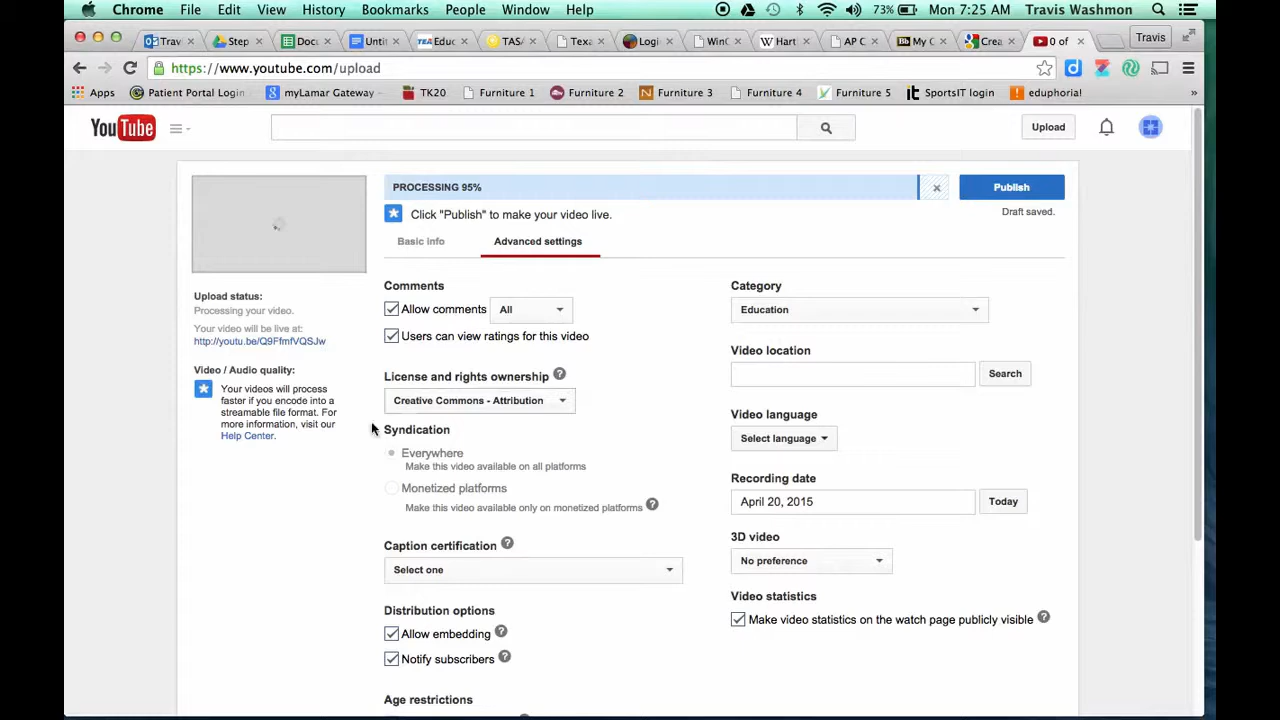 Chrome File Edit View History Bookmarks People Window Help 73% Mon 7:25 AM Travis Washmon
Trav Step Doc Unti TEA Educ TASA Texa Logi WinC W Hart AP C Bb My C Crea 0 of Travis
https://www.youtube.com/upload
Apps Patient Portal Login myLamar Gateway TK20 Furniture 1 Furniture 2 Furniture 3 Furniture 4 Furniture 5 it SportsIT login eduphoria! »
YouTube Upload
PROCESSING 95% Publish
Click "Publish" to make your video live. Draft saved.
Basic info Advanced settings
Upload status:
Processing your video.
Your video will be live at:
http://youtu.be/Q9FfmfVQSJw
Video / Audio quality:
Your videos will process
faster if you encode into a
streamable file format. For
more information, visit our
Help Center.
Comments
Allow comments All
Users can view ratings for this video
License and rights ownership ?
Creative Commons - Attribution
Syndication
Everywhere
Make this video available on all platforms
Monetized platforms
Make this video available only on monetized platforms ?
Caption certification ?
Select one
Distribution options
Allow embedding ?
Notify subscribers ?
Age restrictions
Category
Education
Video location
Search
Video language
Select language
Recording date
April 20, 2015 Today
3D video
No preference
Video statistics
Make video statistics on the watch page publicly visible ?